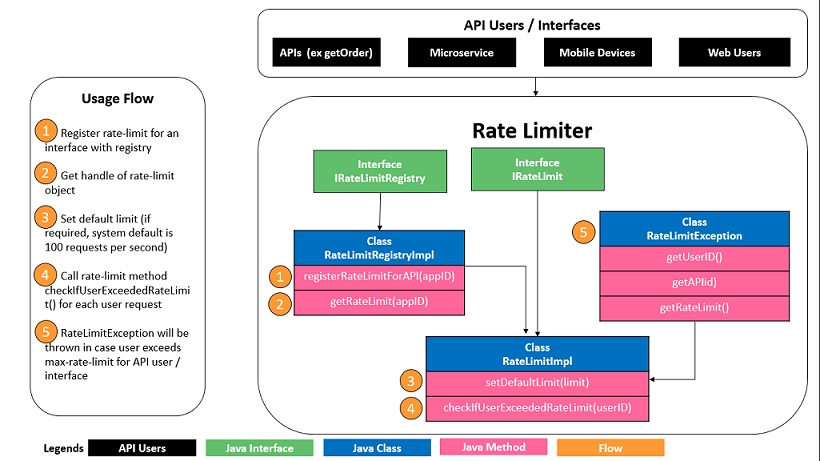 API Users / Interfaces
APIs (ex getOrder)
Microservice
Mobile Devices
Web Users
Usage Flow
1 Register rate-limit for an
interface with registry
2 Get handle of rate-limit
object
3 Set default limit (if
required, system default is
100 requests per second)
4 Call rate-limit method
checkIfUserExceededRateLimi
t() for each user request
5 RateLimitException will be
thrown in case user exceeds
max-rate-limit for API user /
interface
Rate Limiter
Interface
IRateLimitRegistry
Interface
IRateLimit
Class
RateLimitRegistryImpl
1 registerRateLimitForAPI(appID)
2 getRateLimit(appID)
5
Class
RateLimitException
getUserID()
getAPIid)
getRateLimit()
Class
RateLimitImpl
3 setDefaultLimit(limit)
4 checkIfUserExceededRateLimit(userID)
Legends
API Users
Java Interface
Java Class
Java Method
Flow